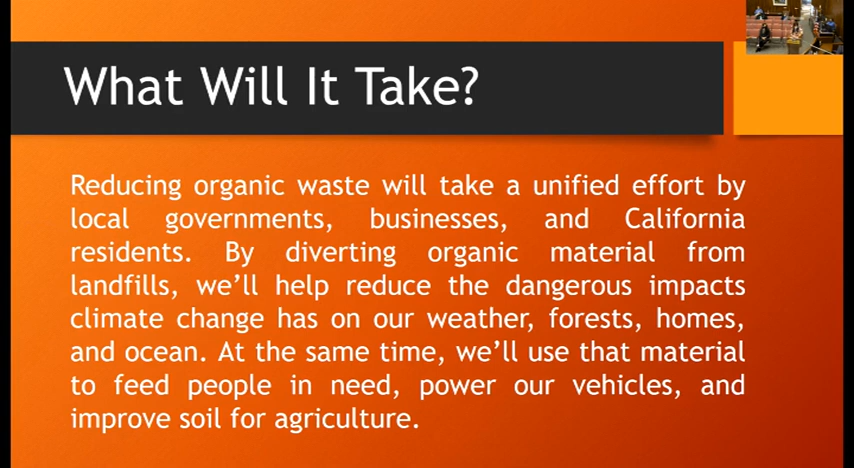 What Will It Take?
Reducing organic waste will take a unified effort by
local governments, businesses, and California
residents. By diverting organic material from
landfills, we’ll help reduce the dangerous impacts
climate change has on our weather, forests, homes,
and ocean. At the same time, we’ll use that material
to feed people in need, power our vehicles, and
improve soil for agriculture.